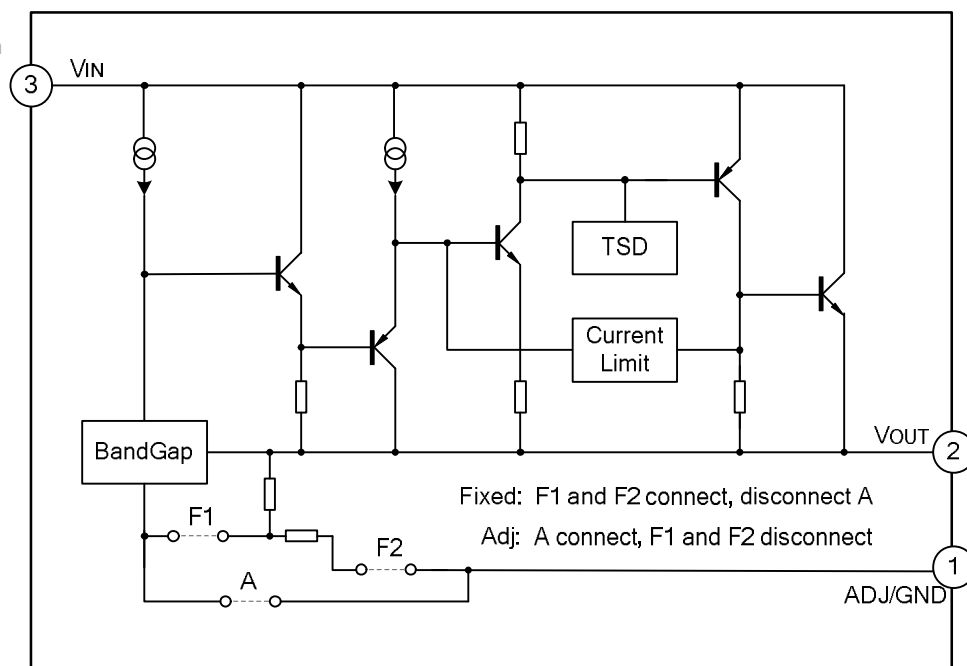 VIN
3
TSD
Current
Limit
BandGap
VOUT
2
Fixed: F1 and F2 connect, disconnect A
F1
Adj: A connect, F1 and F2 disconnect
F2
1
A
ADJ/GND